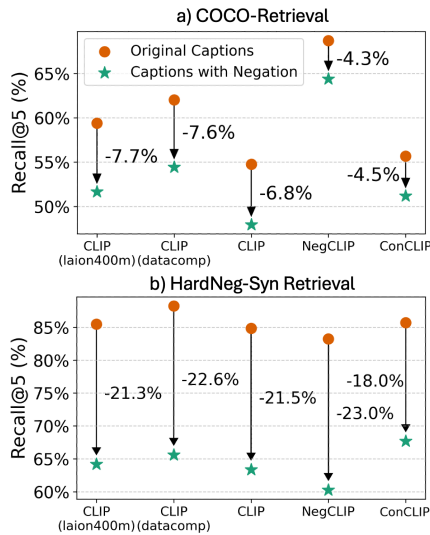 a) COCO-Retrieval
Original Captions
Captions with Negation
Recall@5 (%)
65%
60%
55%
50%
-7.7%
-7.6%
-6.8%
-4.3%
-4.5%
CLIP
(laion400m)
CLIP
(datacomp)
CLIP
NegCLIP
ConCLIP
b) HardNeg-Syn Retrieval
Recall@5 (%)
85%
80%
75%
70%
65%
60%
-21.3%
-22.6%
-21.5%
-23.0%
-18.0%
CLIP
(laion400m)
CLIP
(datacomp)
CLIP
NegCLIP
ConCLIP